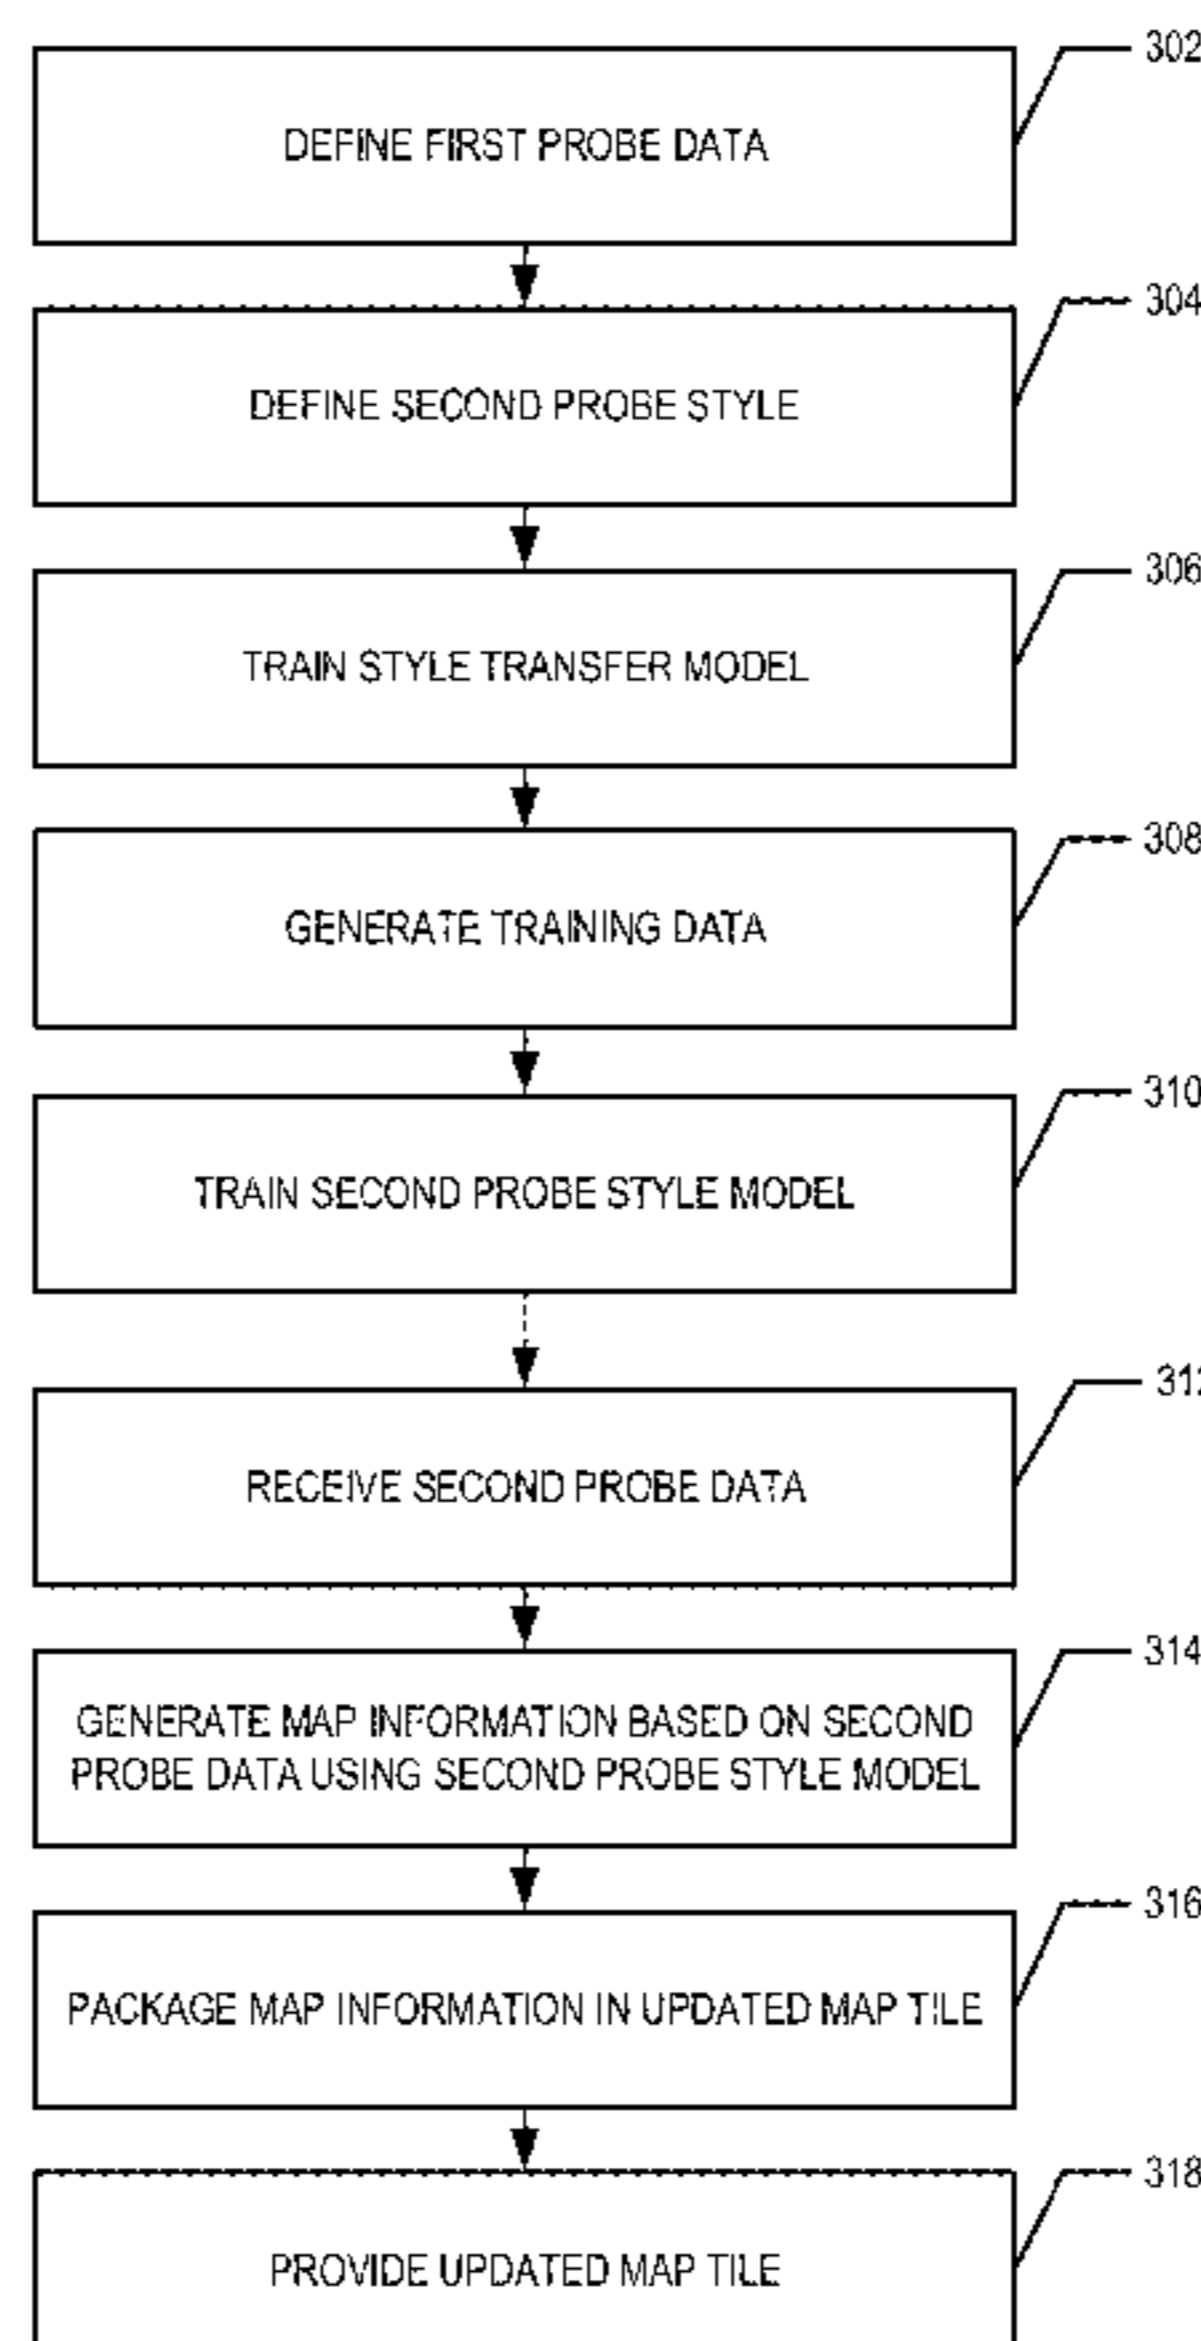 302
DEFINE FIRST PROBE DATA
304
DEFINE SECOND PROBE STYLE
306
TRAIN STYLE TRANSFER MODEL
308
GENERATE TRAINING DATA
310
TRAIN SECOND PROBE STYLE MODEL
312
RECEIVE SECOND PROBE DATA
314
GENERATE MAP INFORMATION BASED ON SECOND
PROBE DATA USING SECOND PROBE STYLE MODEL
316
PACKAGE MAP INFORMATION IN UPDATED MAP TILE
318
PROVIDE UPDATED MAP TILE